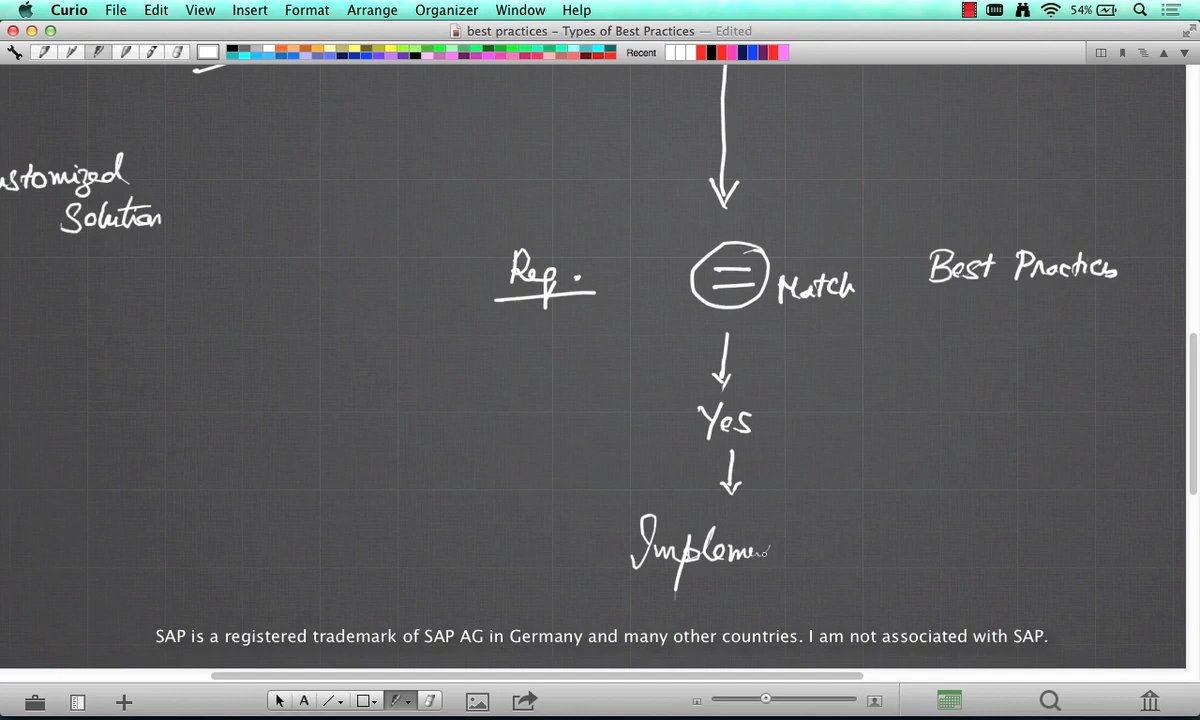 Curio File Edit View Insert Format Arrange Organizer Window Help 54%
best practices – Types of Best Practices — Edited
Recent
ustomized
Solution
Req.
= Match
Best Practices
Yes
Implemen
SAP is a registered trademark of SAP AG in Germany and many other countries. I am not associated with SAP.
A